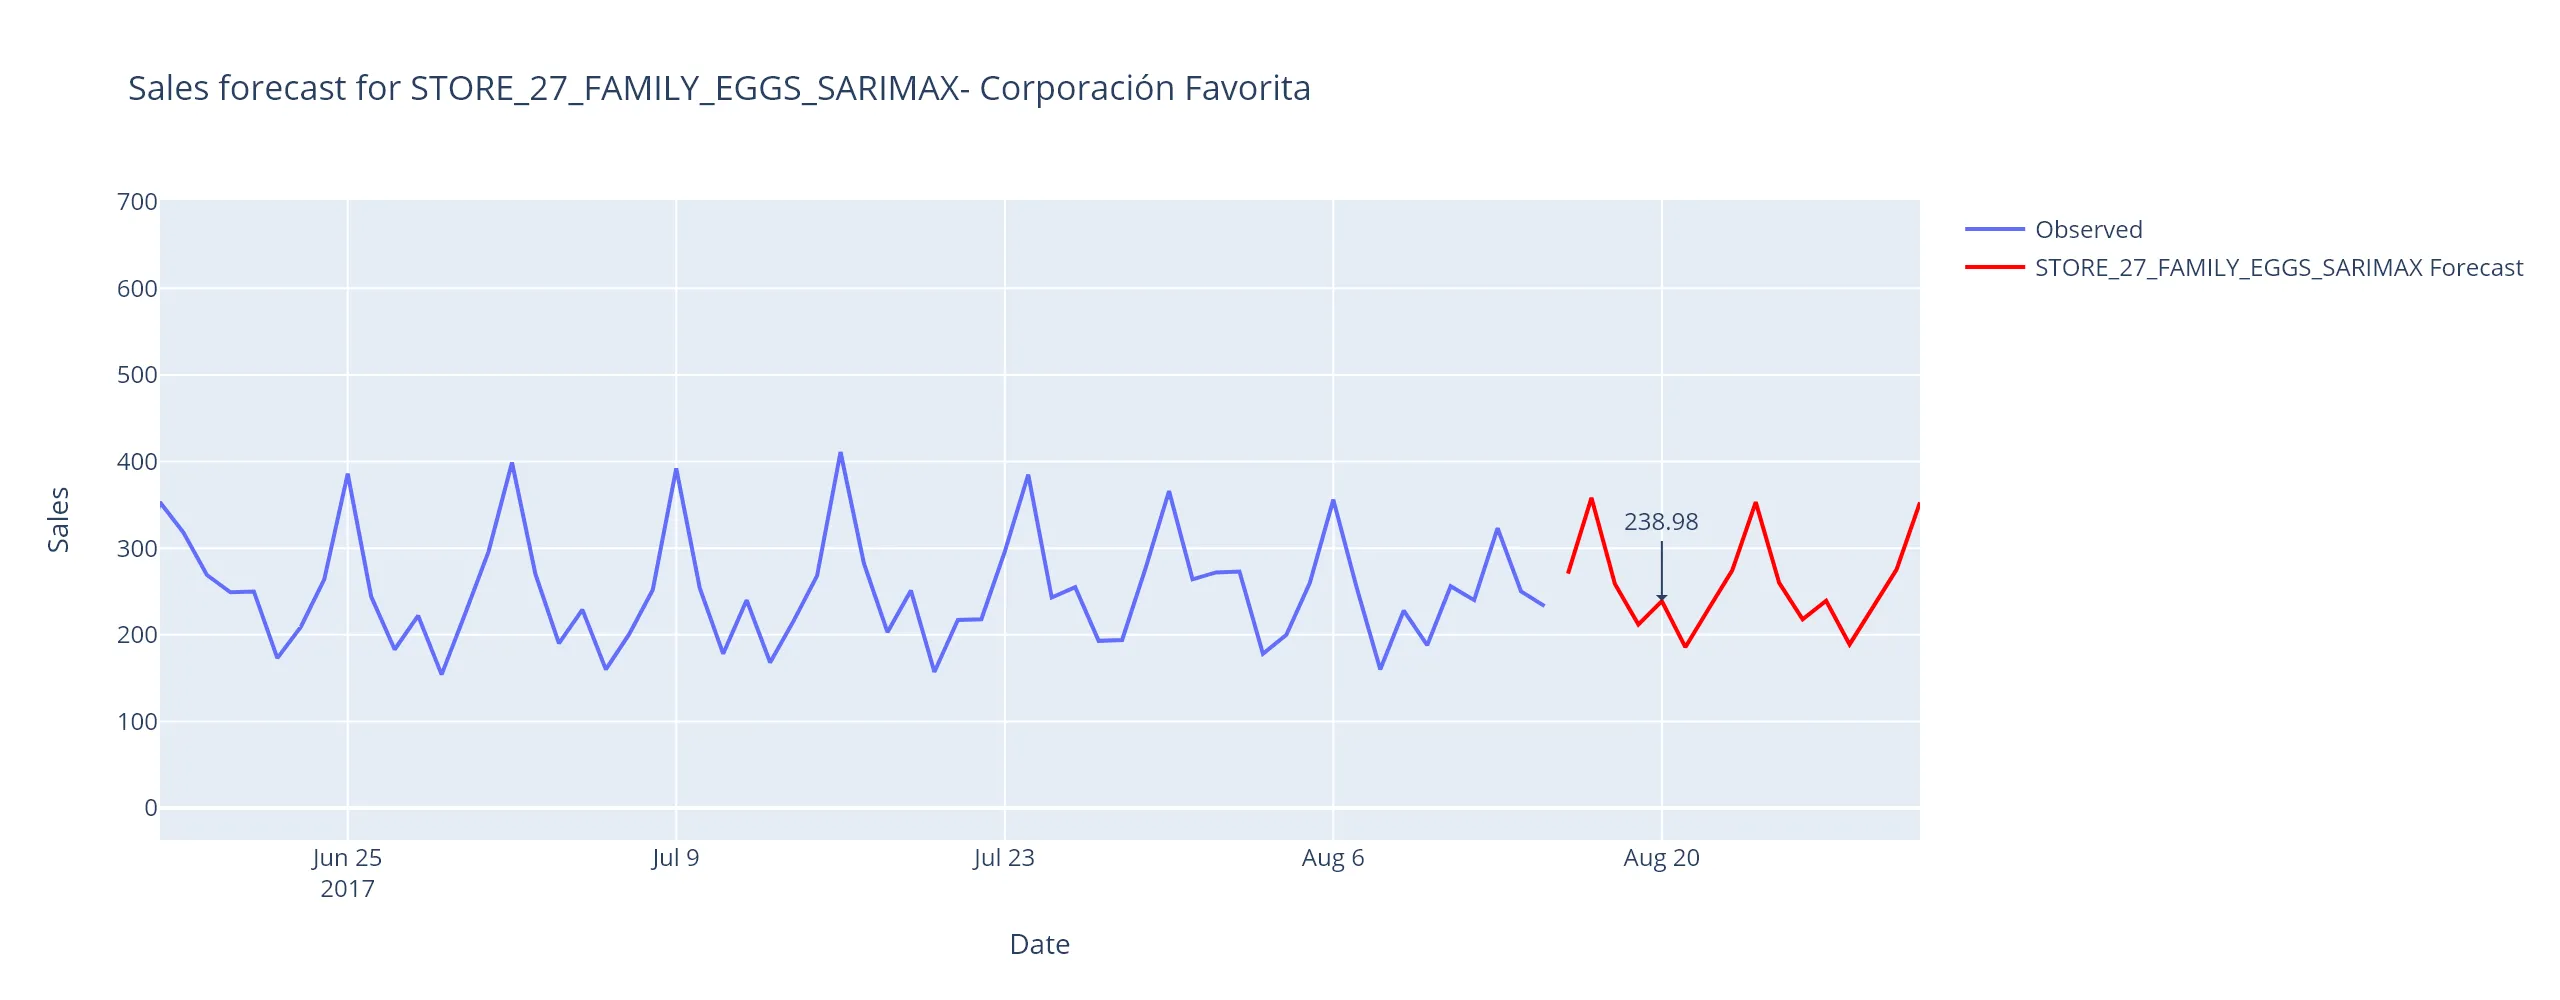 Sales forecast for STORE_27_FAMILY_EGGS_SARIMAX- Corporación Favorita
Observed
STORE_27_FAMILY_EGGS_SARIMAX Forecast
Sales
700
600
500
400
300
200
100
0
238.98
Jun 25
2017
Jul 9
Jul 23
Aug 6
Aug 20
Date